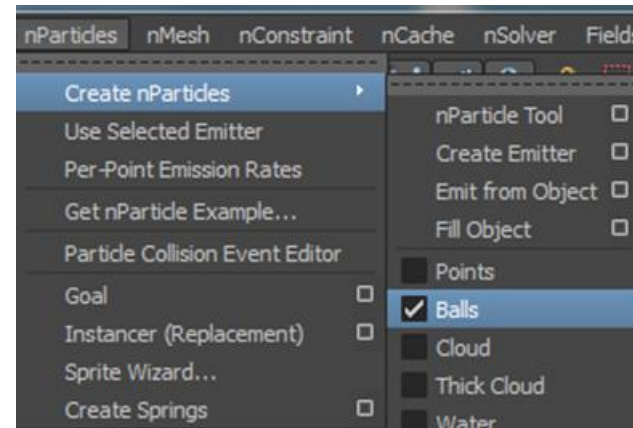 nParticles nMesh nConstraint nCache nSolver Fields
Create nParticles
Use Selected Emitter
Per-Point Emission Rates
Get nParticle Example...
Particle Collision Event Editor
Goal
Instancer (Replacement)
Sprite Wizard...
Create Springs
nParticle Tool
Create Emitter
Emit from Object
Fill Object
Points
Balls
Cloud
Thick Cloud
Water